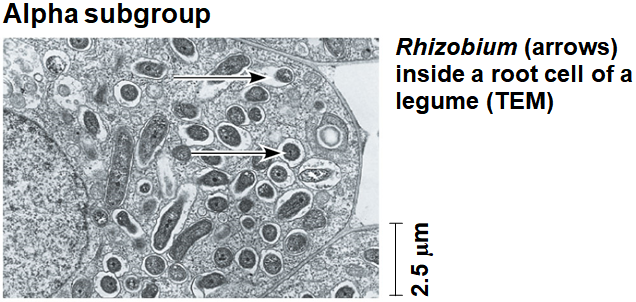 Alpha subgroup
Rhizobium (arrows)
inside a root cell of a
legume (TEM)
2.5 µm